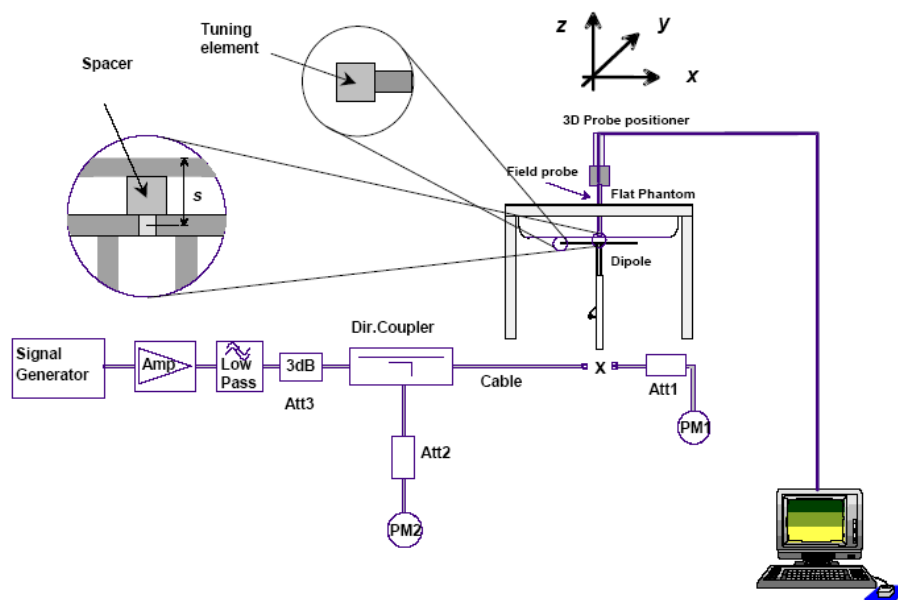 Tuning
element
Spacer
s
z
y
x
3D Probe positioner
Field probe
Flat Phantom
Dipole
Dir.Coupler
Signal
Generator
Amp
Low
Pass
3dB
Att3
Cable
X
Att1
PM1
Att2
PM2